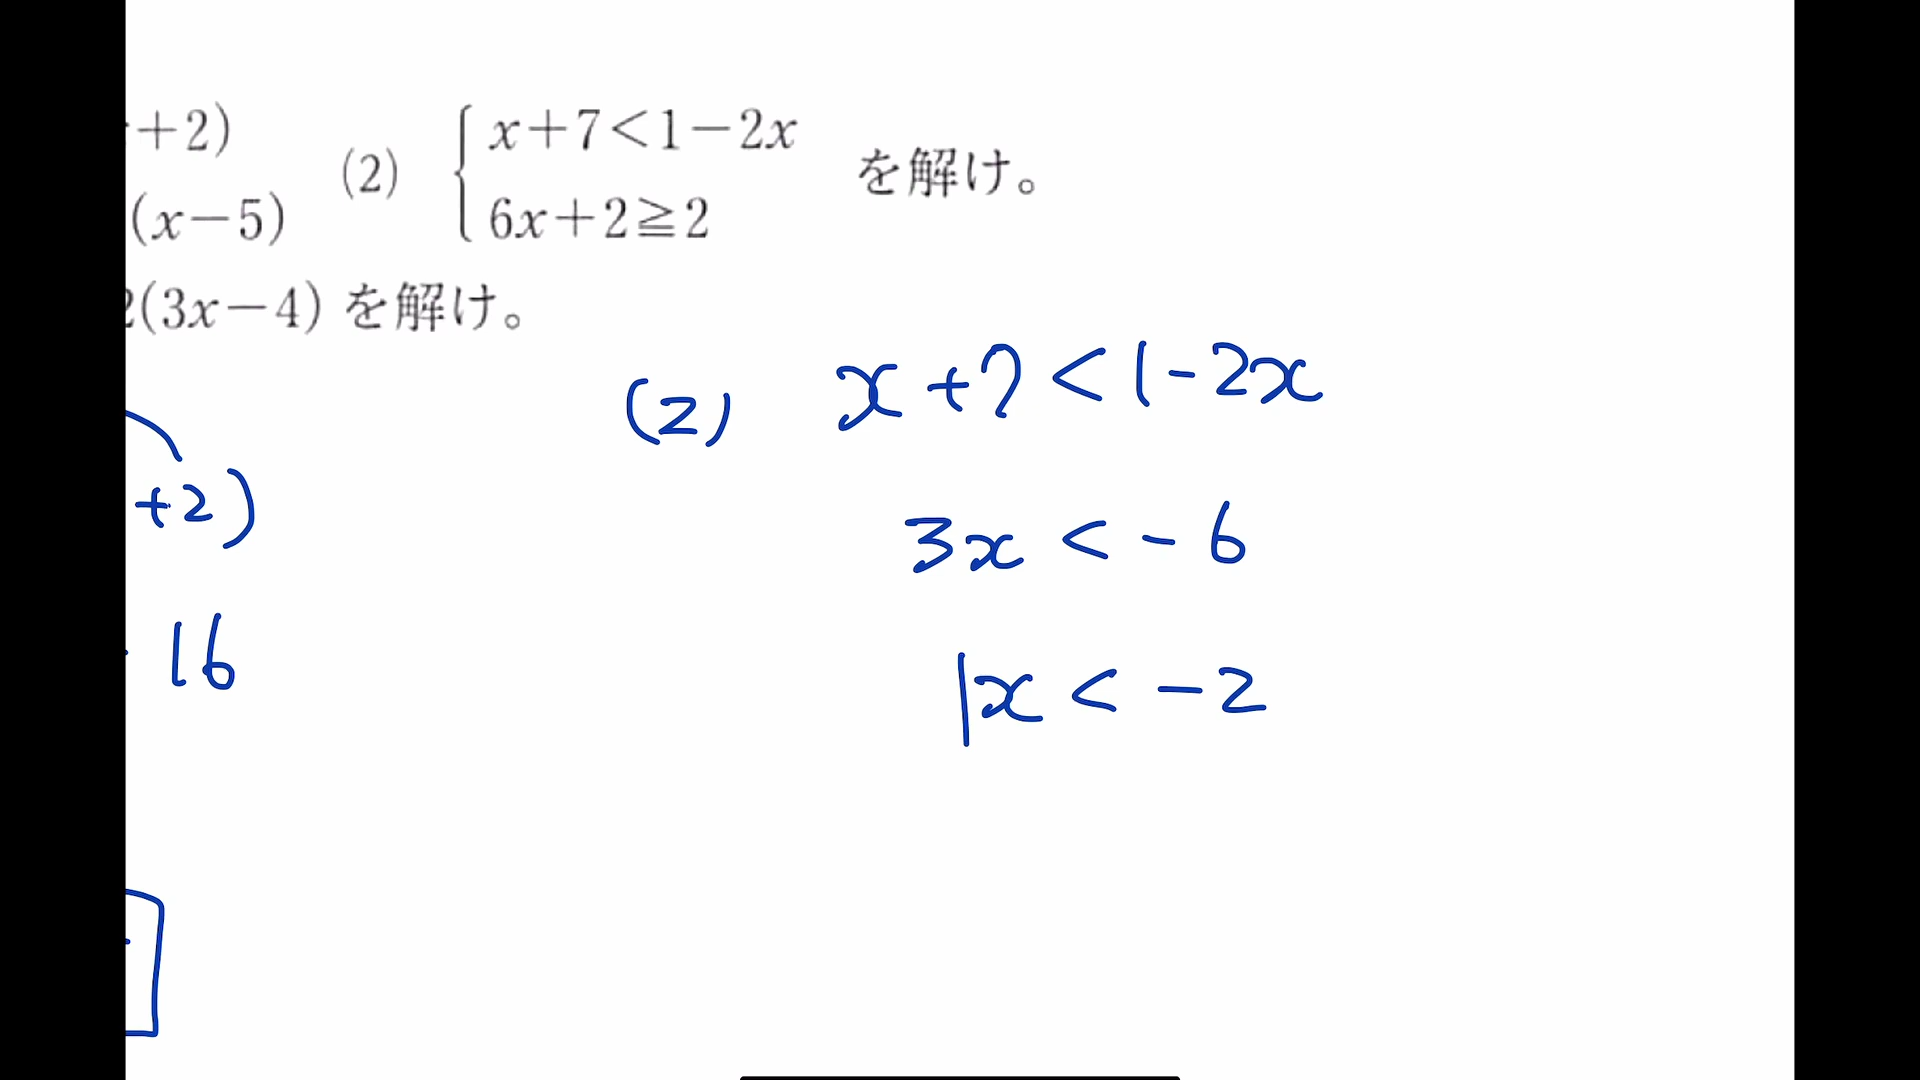 +2)
(x−5)
(2) { x+7<1−2x
6x+2≧2 を解け。
2(3x−4) を解け。
(2) x+7<1-2x
+2)
3x < -6
16
x < -2